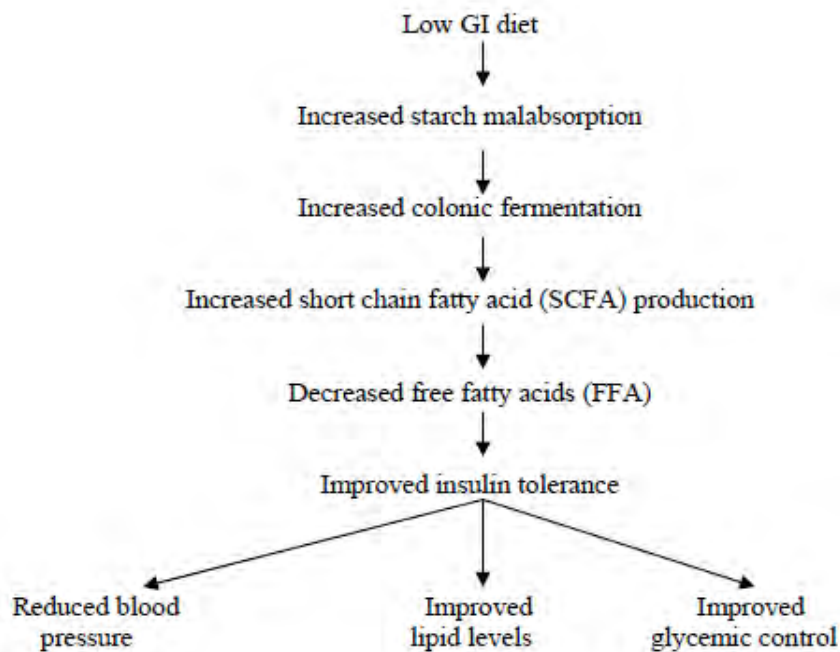 Low GI diet
Increased starch malabsorption
Increased colonic fermentation
Increased short chain fatty acid (SCFA) production
Decreased free fatty acids (FFA)
Improved insulin tolerance
Reduced blood
pressure
Improved
lipid levels
Improved
glycemic control